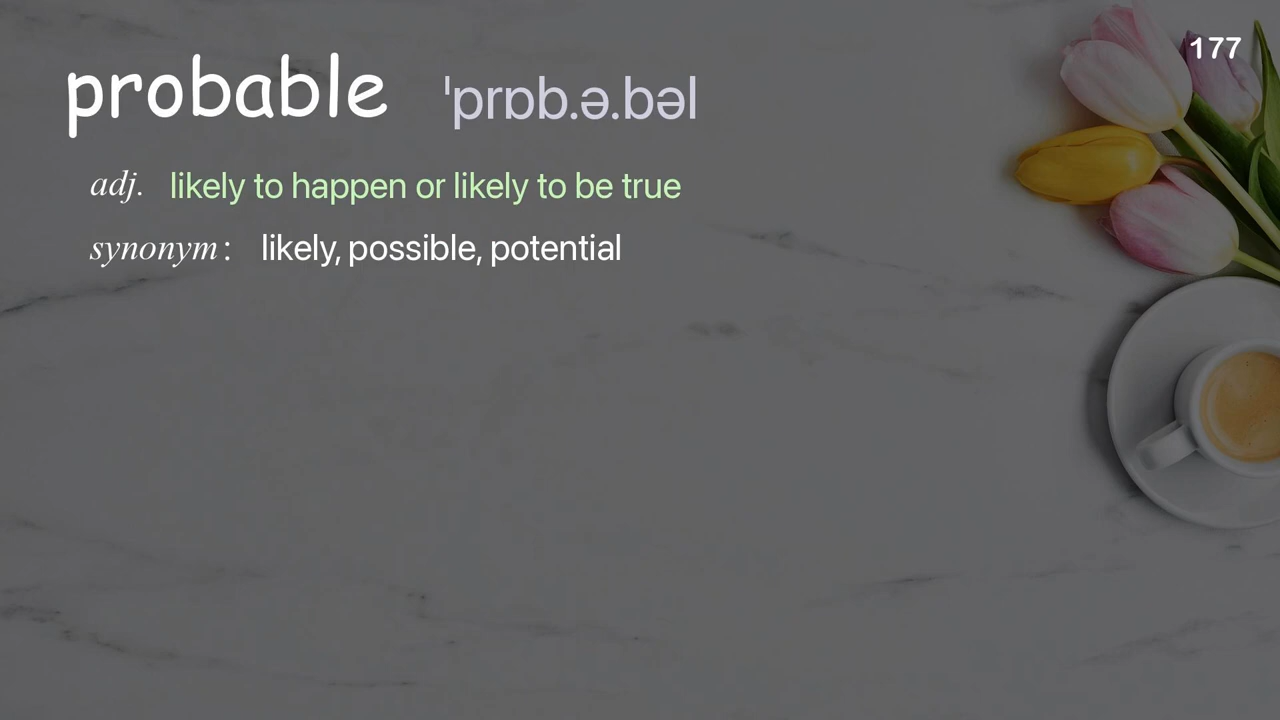 177
probable ˈprɒb.ə.bəl
adj. likely to happen or likely to be true
synonym : likely, possible, potential